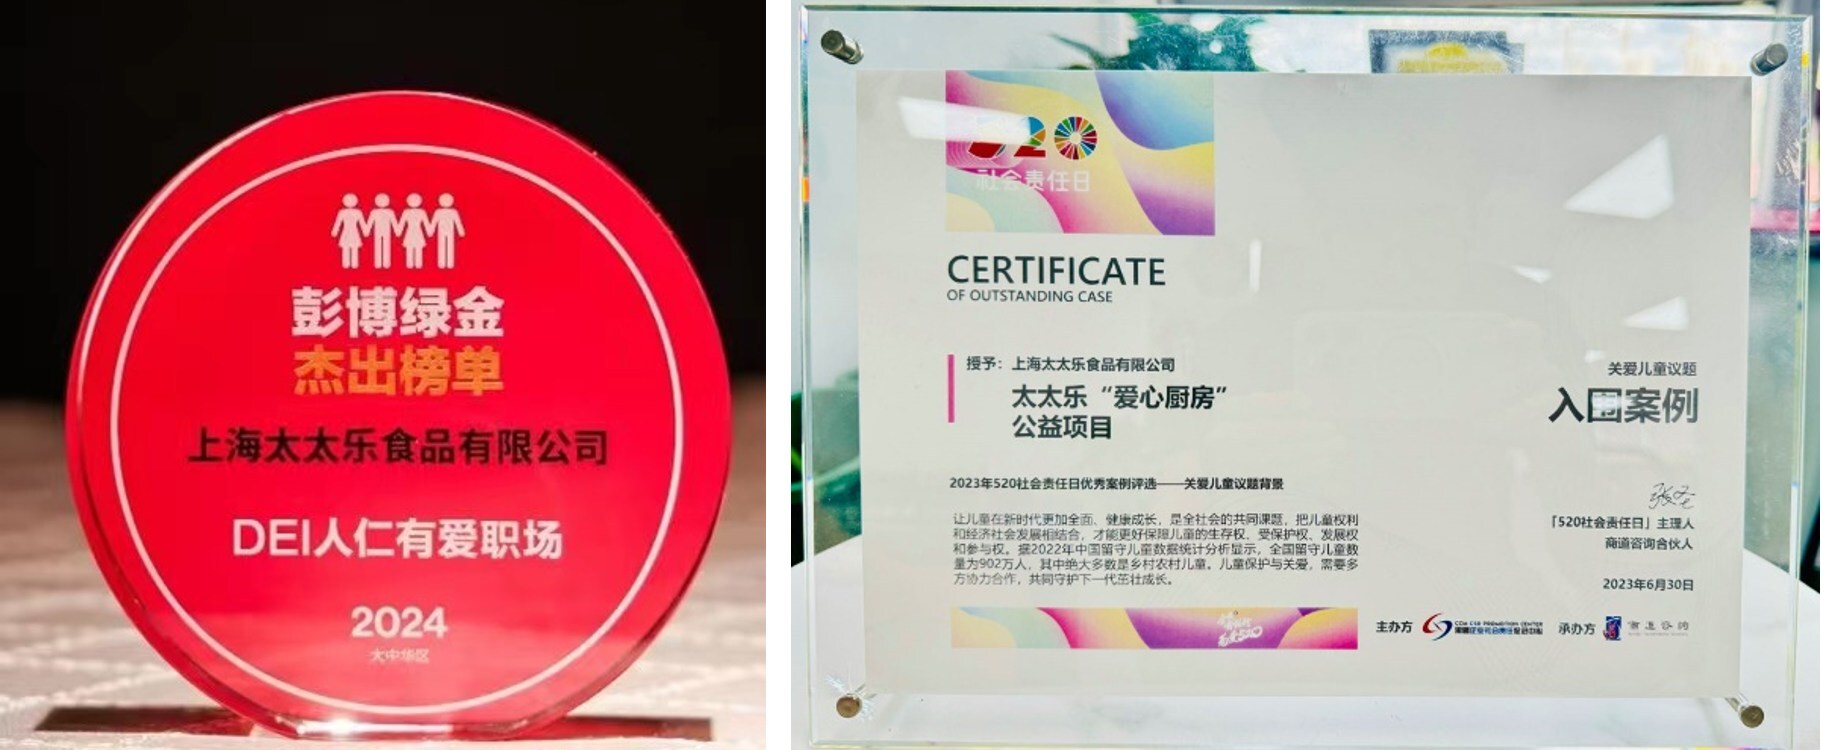 彭博绿金
杰出榜单
上海太太乐食品有限公司
DEI人仁有爱职场
2024
大中华区
520
社会责任日
CERTIFICATE
OF OUTSTANDING CASE
授予：上海太太乐食品有限公司
太太乐“爱心厨房”
公益项目
关爱儿童议题
入围案例
2023年520社会责任日优秀案例评选——关爱儿童议题背景
让儿童在新时代更加全面、健康成长，是全社会的共同课题，把儿童权利
和经济社会发展相结合，才能更好保障儿童的生存权、受保护权、发展权
和参与权。据2022年中国留守儿童数据统计分析显示，全国留守儿童数
量为902万人，其中绝大多数是乡村农村儿童。儿童保护与关爱，需要多
方协力合作，共同守护下一代茁壮成长。
「520社会责任日」主理人
商道咨询合伙人
2023年6月30日
主办方
CCM CSR PROMOTION CENTER
承办方
商道咨询